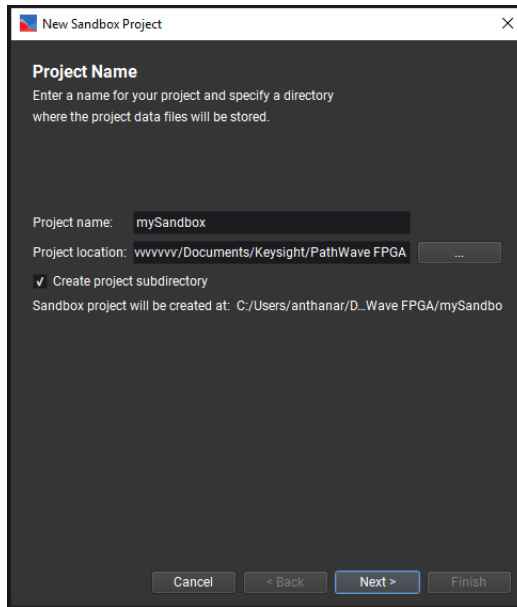 New Sandbox Project
Project Name
Enter a name for your project and specify a directory
where the project data files will be stored.
Project name: mySandbox
Project location: vvvvvvv/Documents/Keysight/PathWave FPGA ...
Create project subdirectory
Sandbox project will be created at: C:/Users/anthanar/D...Wave FPGA/mySandbo
Cancel < Back Next > Finish